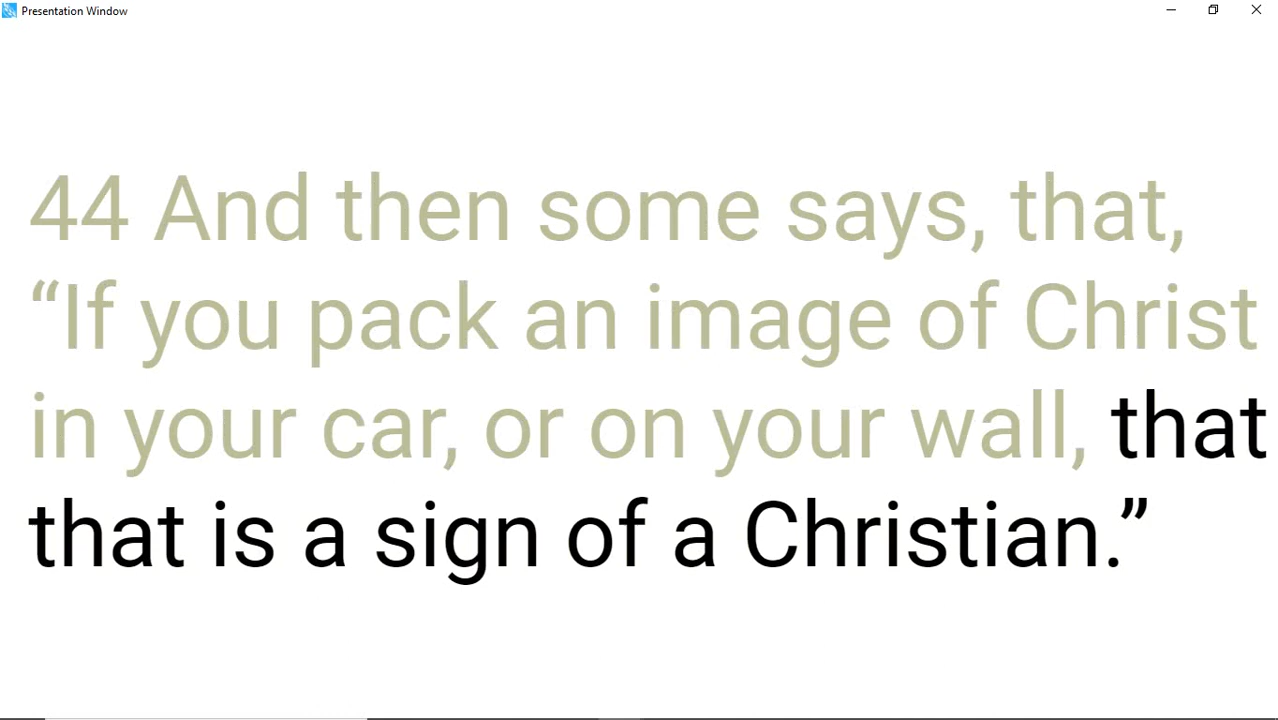 Presentation Window
44 And then some says, that,
“If you pack an image of Christ
in your car, or on your wall, that
that is a sign of a Christian.”